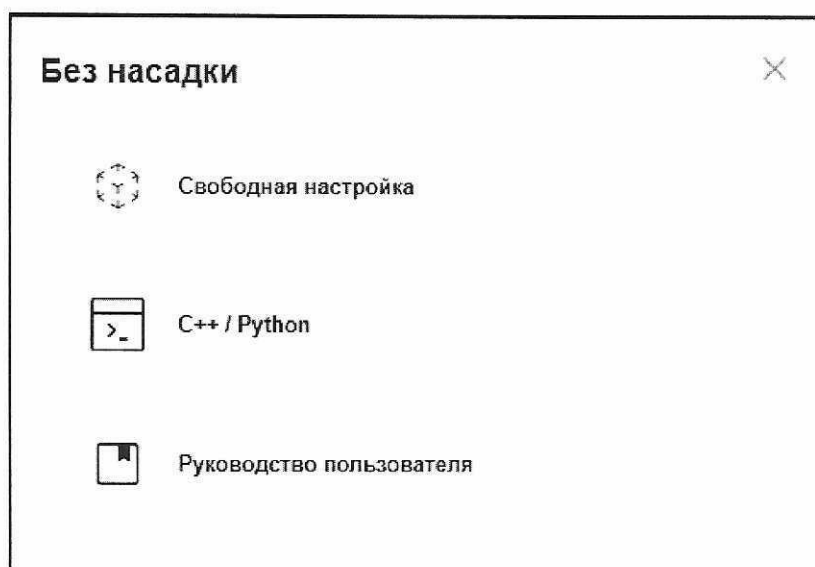 Без насадки
Свободная настройка
C++ / Python
Руководство пользователя